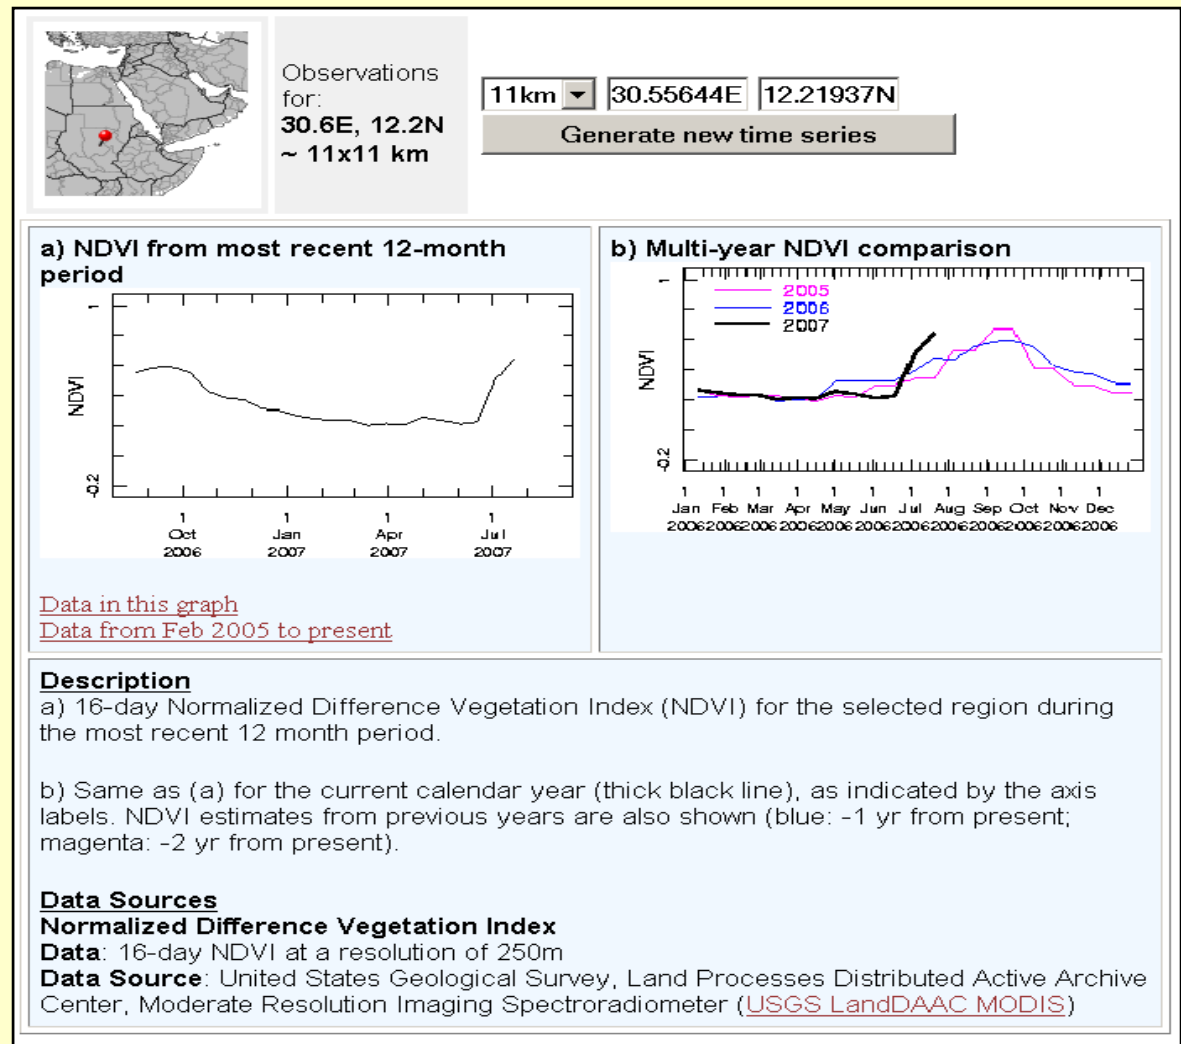 Observations
for:
30.6E, 12.2N
~ 11x11 km
11km 30.55644E 12.21937N
Generate new time series
a) NDVI from most recent 12-month
period
1
NDVI
-0.2
1 1 1 1
Oct Jan Apr Jul
2006 2007 2007 2007
Data in this graph
Data from Feb 2005 to present
b) Multi-year NDVI comparison
1
2005
2006
2007
NDVI
-0.2
1 1 1 1 1 1 1 1 1 1 1 1
Jan Feb Mar Apr May Jun Jul Aug Sep Oct Nov Dec
2006 2006 2006 2006 2006 2006 2006 2006 2006 2006 2006 2006
Description
a) 16-day Normalized Difference Vegetation Index (NDVI) for the selected region during
the most recent 12 month period.
b) Same as (a) for the current calendar year (thick black line), as indicated by the axis
labels. NDVI estimates from previous years are also shown (blue: -1 yr from present;
magenta: -2 yr from present).
Data Sources
Normalized Difference Vegetation Index
Data: 16-day NDVI at a resolution of 250m
Data Source: United States Geological Survey, Land Processes Distributed Active Archive
Center, Moderate Resolution Imaging Spectroradiometer (USGS LandDAAC MODIS)